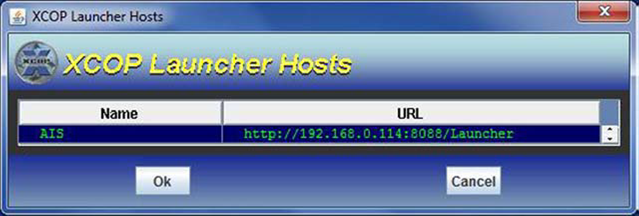 XCOP Launcher Hosts
XCOP Launcher Hosts
Name URL
AIS http://192.168.0.114:8088/Launcher
Ok Cancel